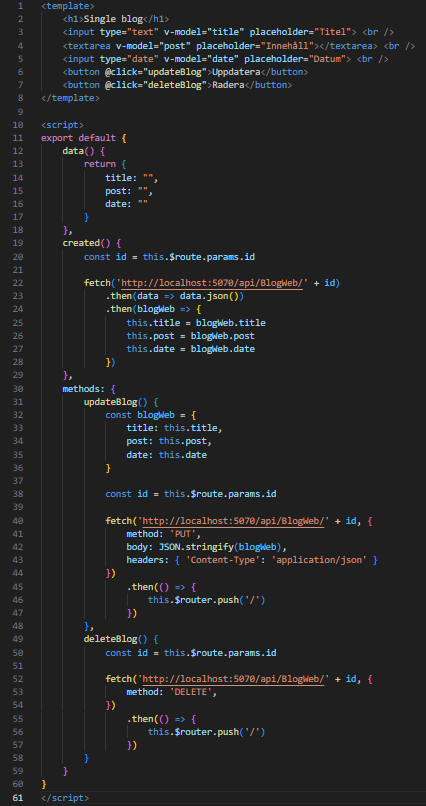 1 <template>
2     <h1>Single blog</h1>
3     <input type="text" v-model="title" placeholder="Titel"> <br />
4     <textarea v-model="post" placeholder="Innehåll"></textarea> <br />
5     <input type="date" v-model="date" placeholder="Datum"> <br />
6     <button @click="updateBlog">Uppdatera</button>
7     <button @click="deleteBlog">Radera</button>
8 </template>
9
10 <script>
11 export default {
12     data() {
13         return {
14             title: "",
15             post: "",
16             date: ""
17         }
18     },
19     created() {
20         const id = this.$route.params.id
21
22         fetch('http://localhost:5070/api/BlogWeb/' + id)
23             .then(data => data.json())
24             .then(blogWeb => {
25                 this.title = blogWeb.title
26                 this.post = blogWeb.post
27                 this.date = blogWeb.date
28             })
29     },
30     methods: {
31         updateBlog() {
32             const blogWeb = {
33                 title: this.title,
34                 post: this.post,
35                 date: this.date
36             }
37
38             const id = this.$route.params.id
39
40             fetch('http://localhost:5070/api/BlogWeb/' + id, {
41                 method: 'PUT',
42                 body: JSON.stringify(blogWeb),
43                 headers: { 'Content-Type': 'application/json' }
44             })
45                 .then(() => {
46                     this.$router.push('/')
47                 })
48         },
49         deleteBlog() {
50             const id = this.$route.params.id
51
52             fetch('http://localhost:5070/api/BlogWeb/' + id, {
53                 method: 'DELETE',
54             })
55                 .then(() => {
56                     this.$router.push('/')
57                 })
58         }
59     }
60 }
61 </script>